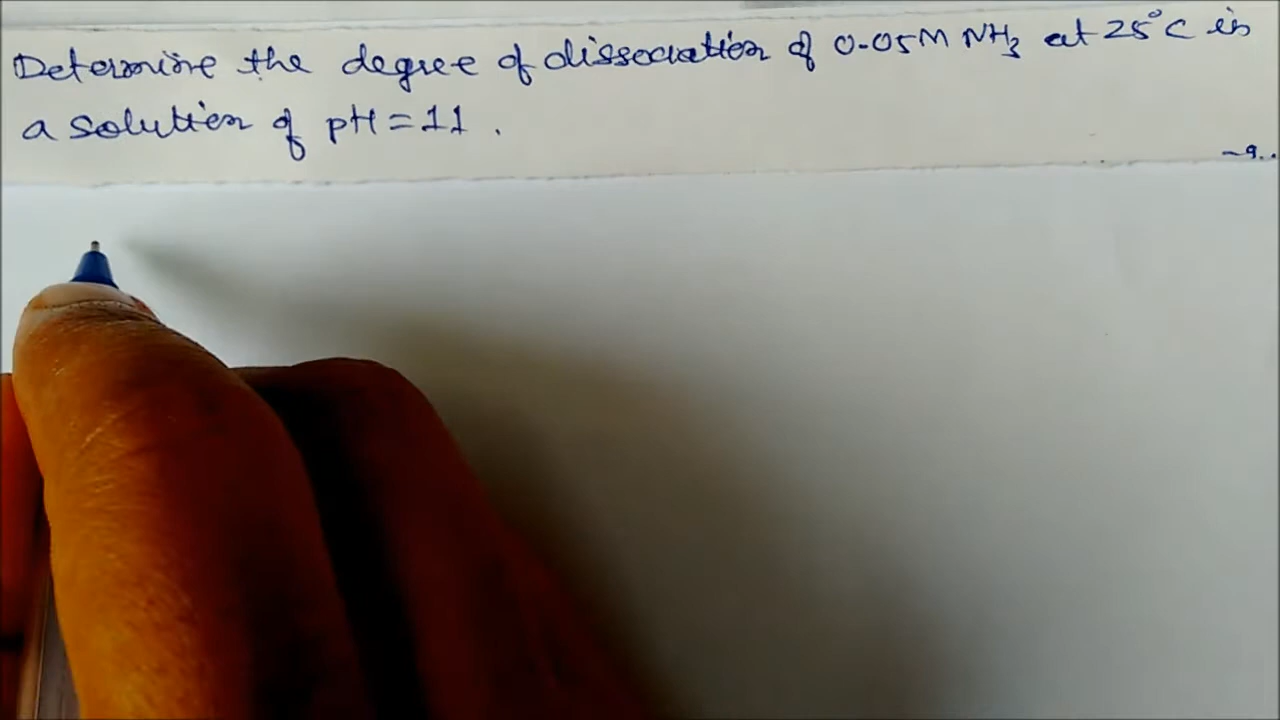 Determine the degree of dissociation of 0.05M NH3 at 25°C in
a solution of pH = 11 .